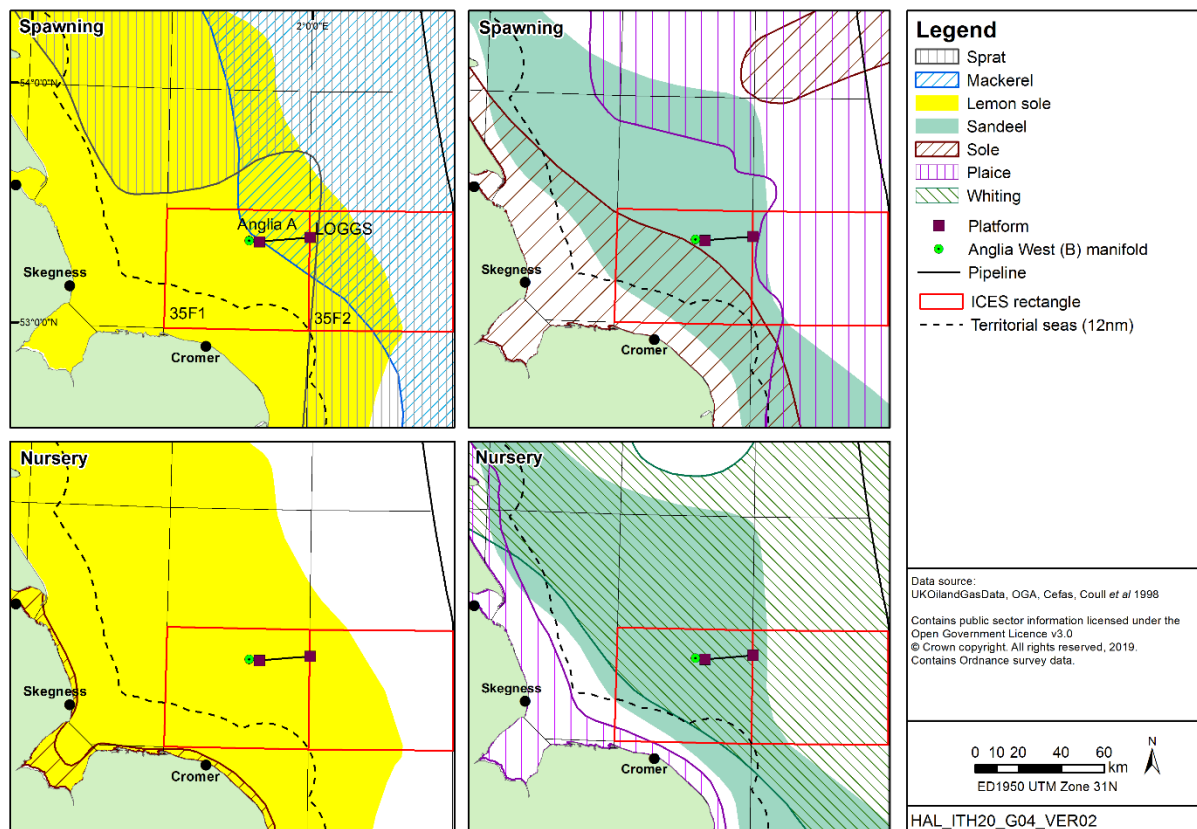 Spawning
2°0'0"E
54°0'0"N
Anglia A
LOGGS
Skegness
35F1
35F2
53°0'0"N
Cromer
Spawning
Skegness
Cromer
Nursery
Skegness
Cromer
Nursery
Skegness
Cromer
Legend
Sprat
Mackerel
Lemon sole
Sandeel
Sole
Plaice
Whiting
Platform
Anglia West (B) manifold
Pipeline
ICES rectangle
Territorial seas (12nm)
Data source:
UKOilandGasData, OGA, Cefas, Coull et al 1998
Contains public sector information licensed under the
Open Government Licence v3.0
© Crown copyright. All rights reserved, 2019.
Contains Ordnance survey data.
0 10 20 40 60
km
N
ED1950 UTM Zone 31N
HAL_ITH20_G04_VER02